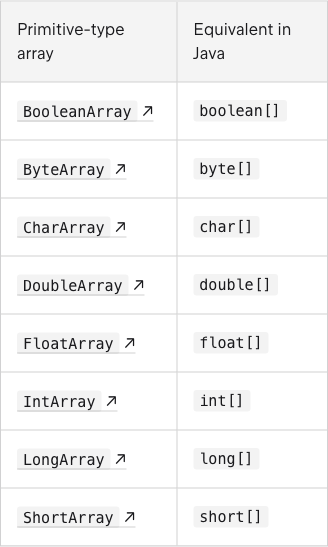 Primitive-type array
Equivalent in Java
BooleanArray ↗ boolean[]
ByteArray ↗ byte[]
CharArray ↗ char[]
DoubleArray ↗ double[]
FloatArray ↗ float[]
IntArray ↗ int[]
LongArray ↗ long[]
ShortArray ↗ short[]